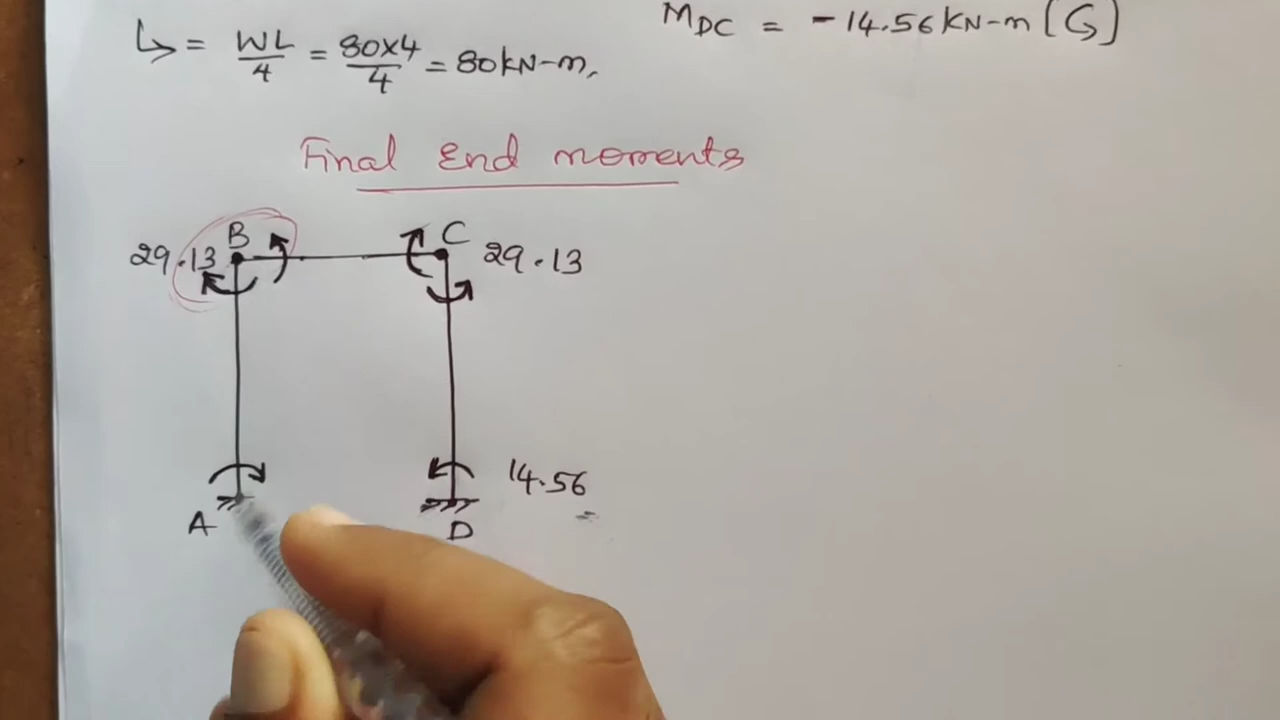 M_DC = -14.56 KN-m (↺)
↳ = WL/4 = 80×4/4 = 80 KN-m,
Final End moments
B C
29.13 29.13
14.56
A D